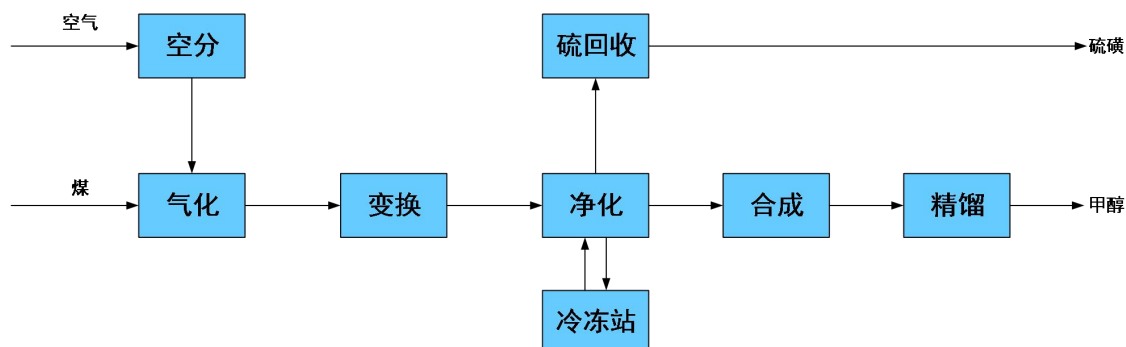 空气
空分
硫回收
硫磺
煤
气化
变换
净化
合成
精馏
甲醇
冷冻站